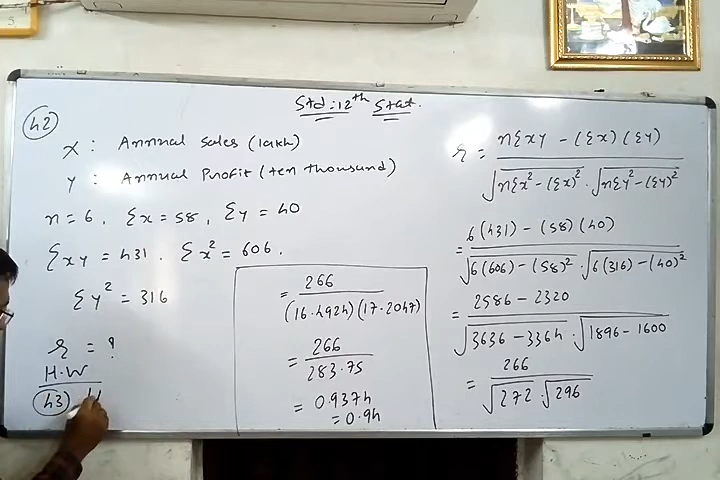 Std:12th Stat.
42
X : Annual Sales (lakh)
Y : Annual Profit (ten thousand)
n = 6, Σx = 58, Σy = 40
Σxy = 431. Σx² = 606.
Σy² = 316
r = ?
H.W
43)
r = nΣxy - (Σx)(Σy) / √nΣx² - (Σx)² · √nΣy² - (Σy)²
= 6(431) - (58)(40) / √6(606) - (58)² · √6(316) - (40)²
= 2586 - 2320 / √3636 - 3364 · √1896 - 1600
= 266 / √272 · √296
= 266 / (16.4924)(17.2047)
= 266 / 283.75
= 0.9374
= 0.94